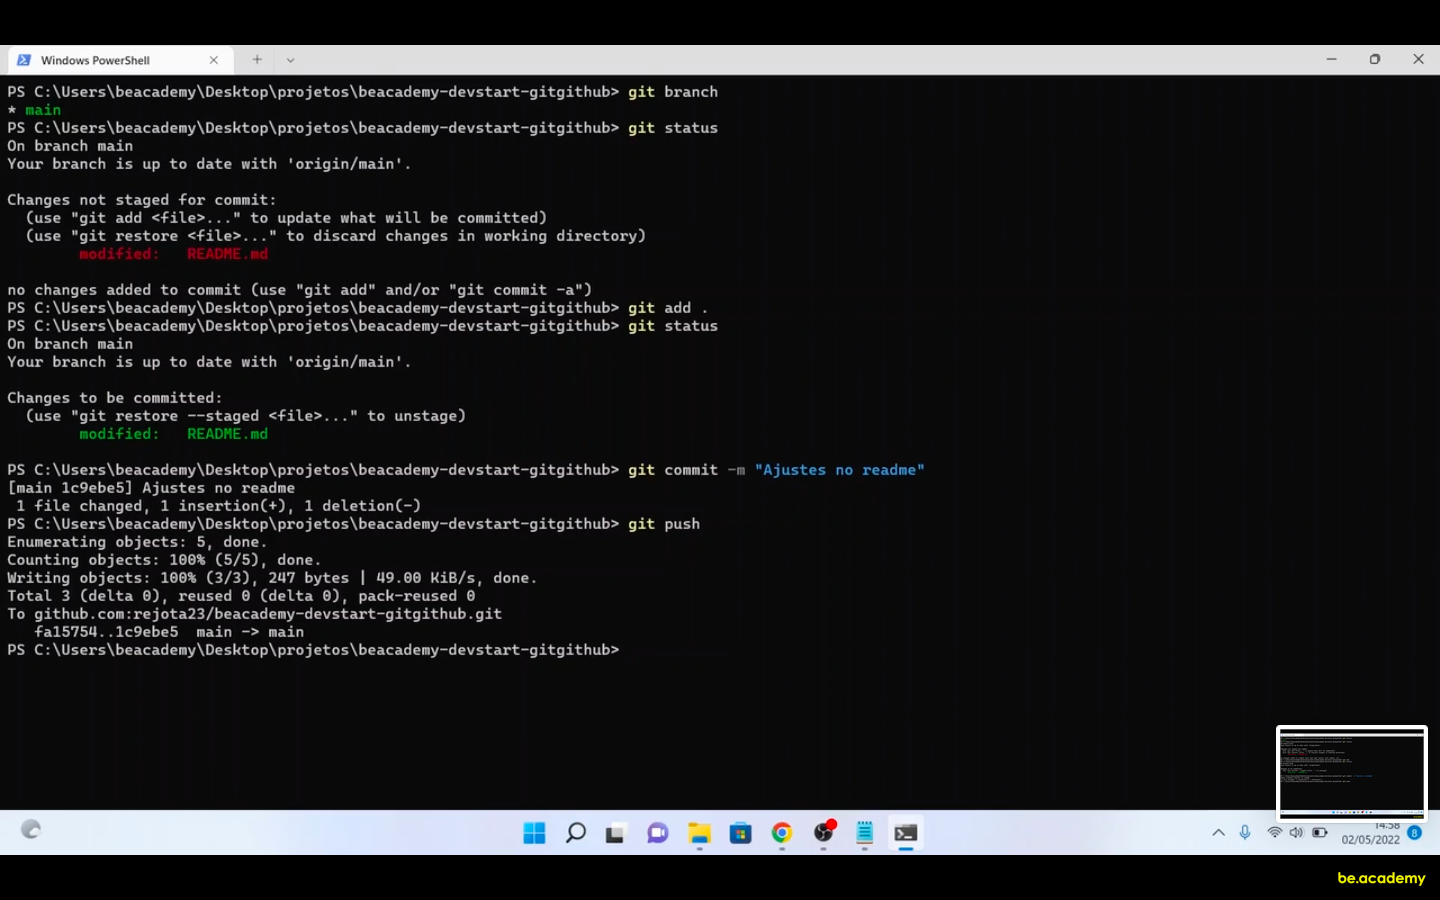 Windows PowerShell
PS C:\Users\beacademy\Desktop\projetos\beacademy-devstart-gitgithub> git branch
* main
PS C:\Users\beacademy\Desktop\projetos\beacademy-devstart-gitgithub> git status
On branch main
Your branch is up to date with 'origin/main'.
Changes not staged for commit:
(use "git add <file>..." to update what will be committed)
(use "git restore <file>..." to discard changes in working directory)
modified: README.md
no changes added to commit (use "git add" and/or "git commit -a")
PS C:\Users\beacademy\Desktop\projetos\beacademy-devstart-gitgithub> git add .
PS C:\Users\beacademy\Desktop\projetos\beacademy-devstart-gitgithub> git status
On branch main
Your branch is up to date with 'origin/main'.
Changes to be committed:
(use "git restore --staged <file>..." to unstage)
modified: README.md
PS C:\Users\beacademy\Desktop\projetos\beacademy-devstart-gitgithub> git commit -m "Ajustes no readme"
[main 1c9ebe5] Ajustes no readme
1 file changed, 1 insertion(+), 1 deletion(-)
PS C:\Users\beacademy\Desktop\projetos\beacademy-devstart-gitgithub> git push
Enumerating objects: 5, done.
Counting objects: 100% (5/5), done.
Writing objects: 100% (3/3), 247 bytes | 49.00 KiB/s, done.
Total 3 (delta 0), reused 0 (delta 0), pack-reused 0
To github.com:rejota23/beacademy-devstart-gitgithub.git
fa15754..1c9ebe5 main -> main
PS C:\Users\beacademy\Desktop\projetos\beacademy-devstart-gitgithub>
14:58
02/05/2022
8
be.academy